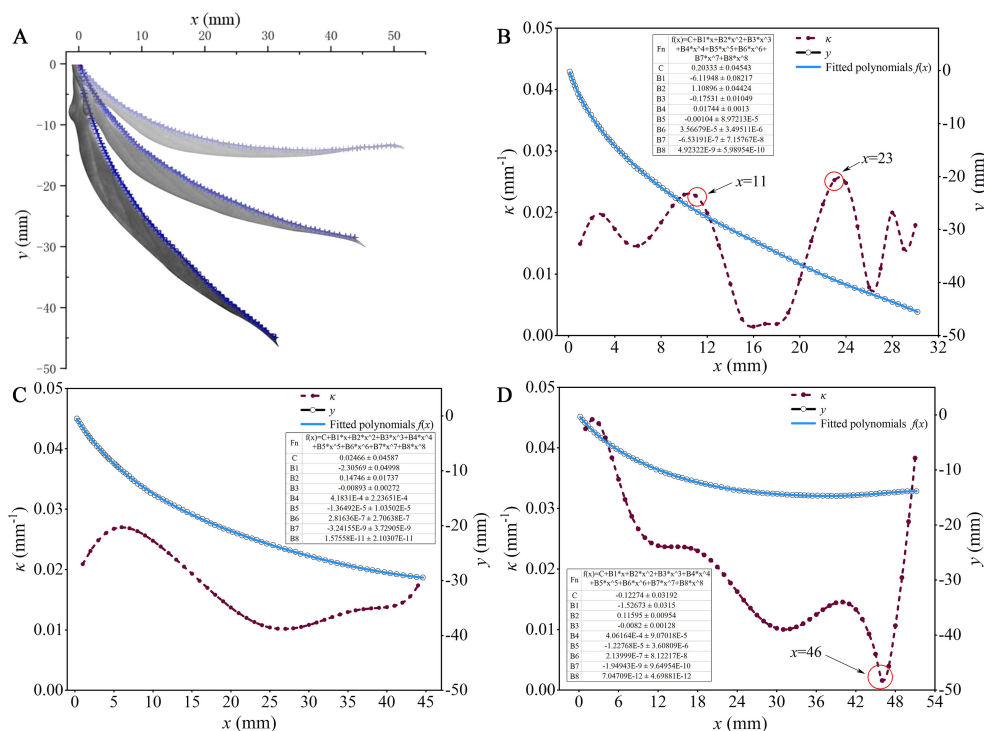 A
x (mm)
0 10 20 30 40 50
0
-10
-20
-30
-40
-50
y (mm)
B
κ
y
Fitted polynomials f(x)
Fn f(x)=C+B1*x+B2*x^2+B3*x^3
+B4*x^4+B5*x^5+B6*x^6+
B7*x^7+B8*x^8
C 0.20333 ± 0.04543
B1 -6.11948 ± 0.08217
B2 1.10896 ± 0.04424
B3 -0.17531 ± 0.01049
B4 0.01744 ± 0.0013
B5 -0.00104 ± 8.97213E-5
B6 3.56679E-5 ± 3.49511E-6
B7 -6.53191E-7 ± 7.15767E-8
B8 4.92322E-9 ± 5.98954E-10
x=11
x=23
0.05
0.04
0.03
0.02
0.01
0.00
κ (mm⁻¹)
0
-10
-20
-30
-40
-50
y (mm)
0 4 8 12 16 20 24 28 32
x (mm)
C
κ
y
Fitted polynomials f(x)
Fn f(x)=C+B1*x+B2*x^2+B3*x^3+B4*x^4
+B5*x^5+B6*x^6+B7*x^7+B8*x^8
C 0.02466 ± 0.04587
B1 -2.30569 ± 0.04998
B2 0.14746 ± 0.01737
B3 -0.00893 ± 0.00272
B4 4.1831E-4 ± 2.23651E-4
B5 -1.36492E-5 ± 1.03502E-5
B6 2.81636E-7 ± 2.70638E-7
B7 -3.24155E-9 ± 3.72905E-9
B8 1.57558E-11 ± 2.10307E-11
0.05
0.04
0.03
0.02
0.01
0.00
κ (mm⁻¹)
0
-10
-20
-30
-40
-50
y (mm)
0 5 10 15 20 25 30 35 40 45
x (mm)
D
κ
y
Fitted polynomials f(x)
Fn f(x)=C+B1*x+B2*x^2+B3*x^3+B4*x^4
+B5*x^5+B6*x^6+B7*x^7+B8*x^8
C -0.12274 ± 0.03192
B1 -1.52673 ± 0.0315
B2 0.11595 ± 0.00954
B3 -0.0082 ± 0.00128
B4 4.06164E-4 ± 9.07018E-5
B5 -1.22768E-5 ± 3.60809E-6
B6 2.13999E-7 ± 8.12217E-8
B7 -1.94943E-9 ± 9.64954E-10
B8 7.04709E-12 ± 4.69881E-12
x=46
0.05
0.04
0.03
0.02
0.01
0.00
κ (mm⁻¹)
0
-10
-20
-30
-40
-50
y (mm)
0 6 12 18 24 30 36 42 48 54
x (mm)